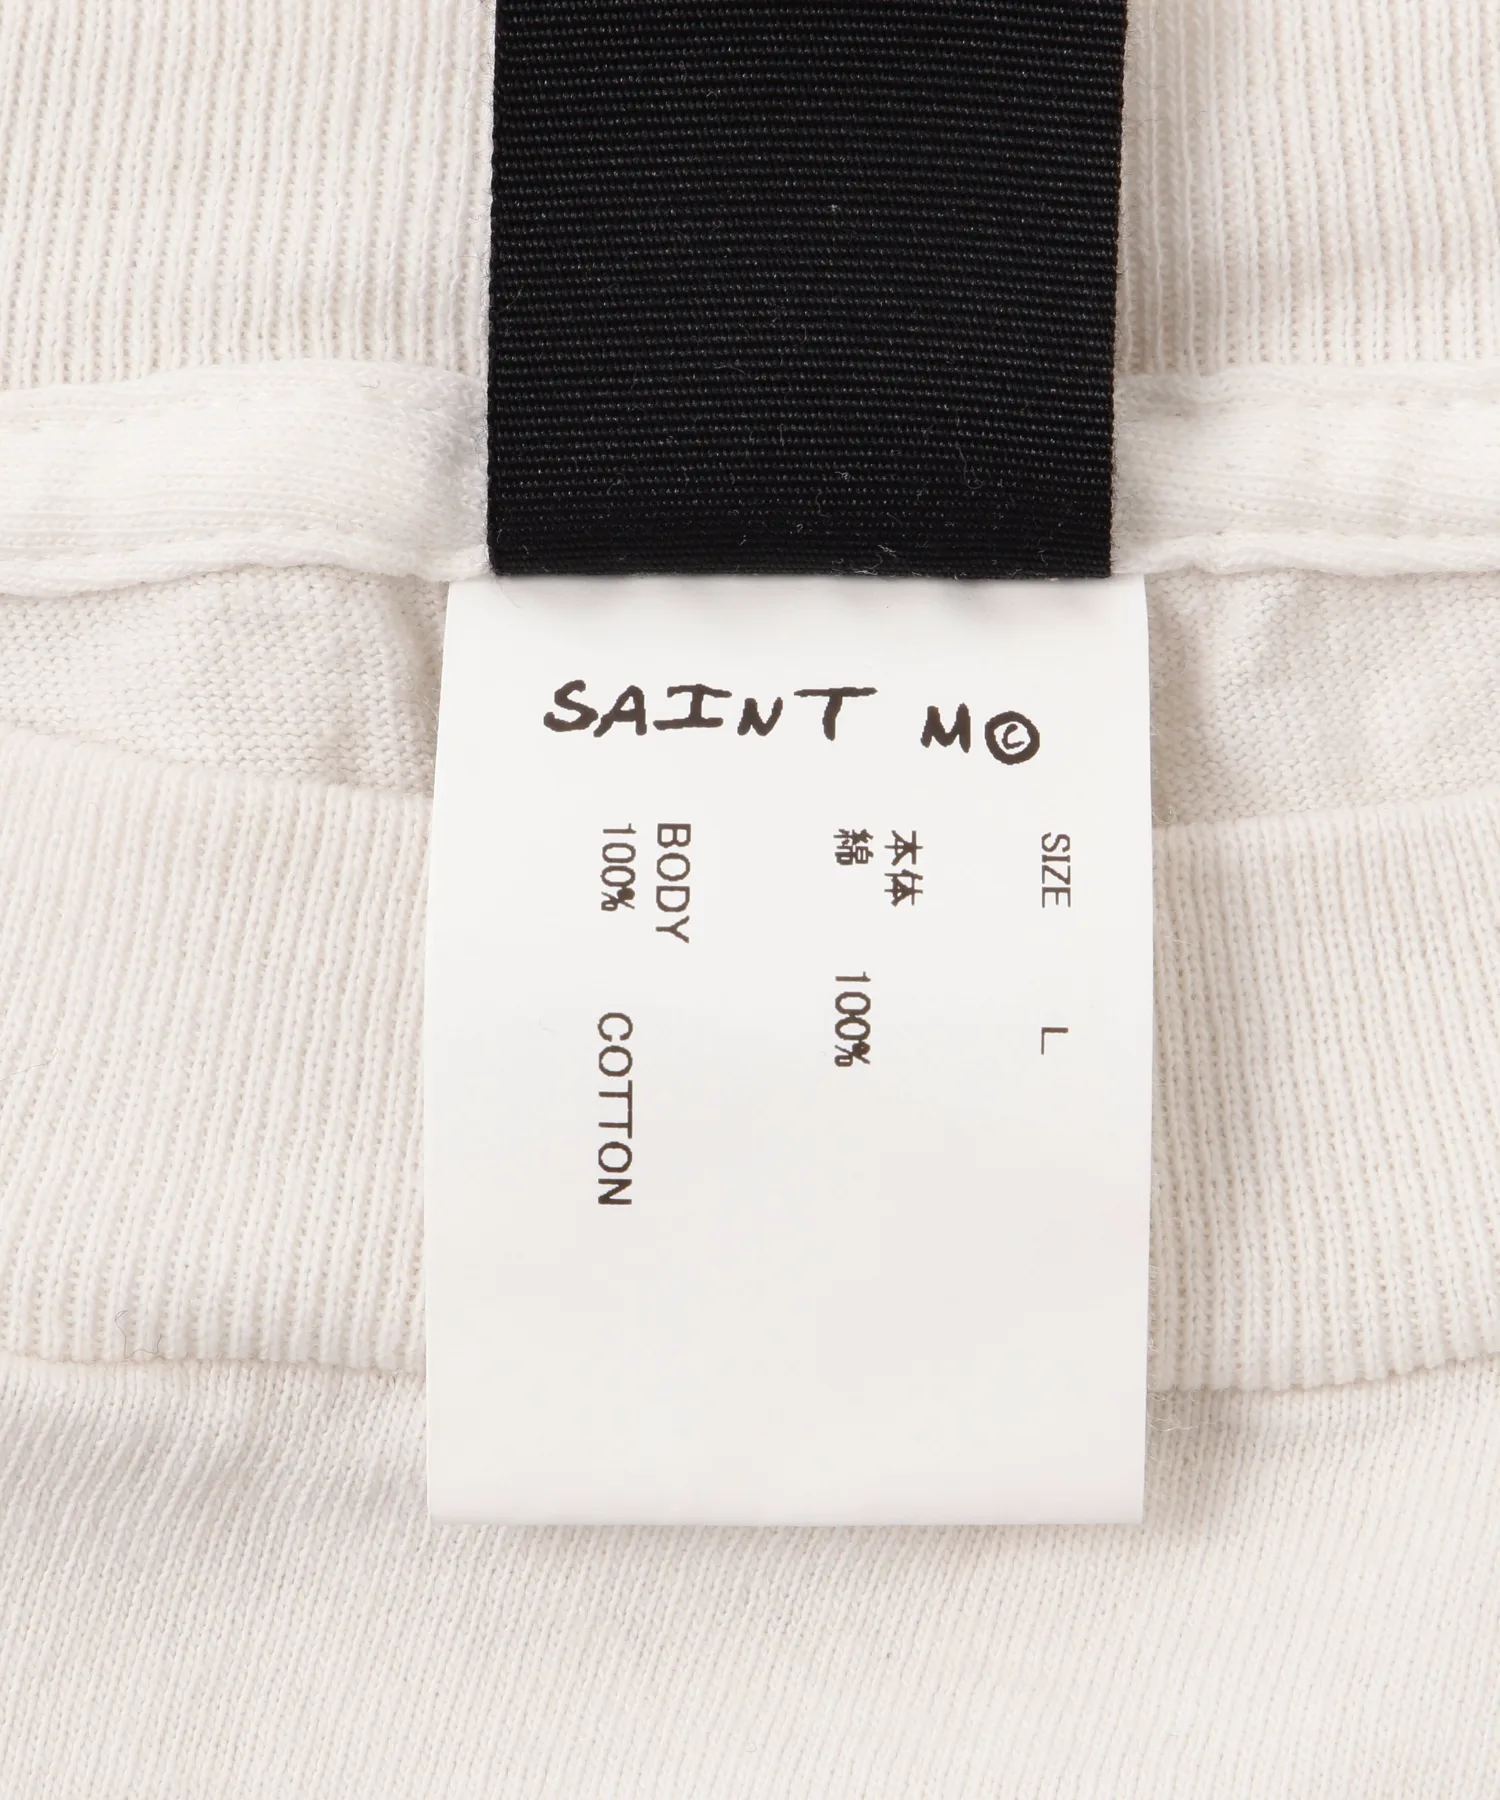 SAINT M©
SIZE L
本体
綿 100%
BODY
100% COTTON